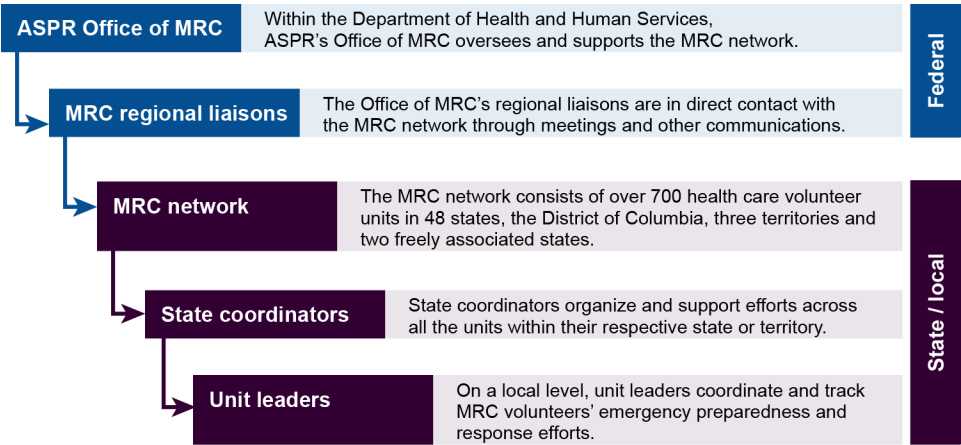 ASPR Office of MRC
Within the Department of Health and Human Services,
ASPR's Office of MRC oversees and supports the MRC network.
Federal
MRC regional liaisons
The Office of MRC's regional liaisons are in direct contact with
the MRC network through meetings and other communications.
MRC network
The MRC network consists of over 700 health care volunteer
units in 48 states, the District of Columbia, three territories and
two freely associated states.
State / local
State coordinators
State coordinators organize and support efforts across
all the units within their respective state or territory.
Unit leaders
On a local level, unit leaders coordinate and track
MRC volunteers' emergency preparedness and
response efforts.